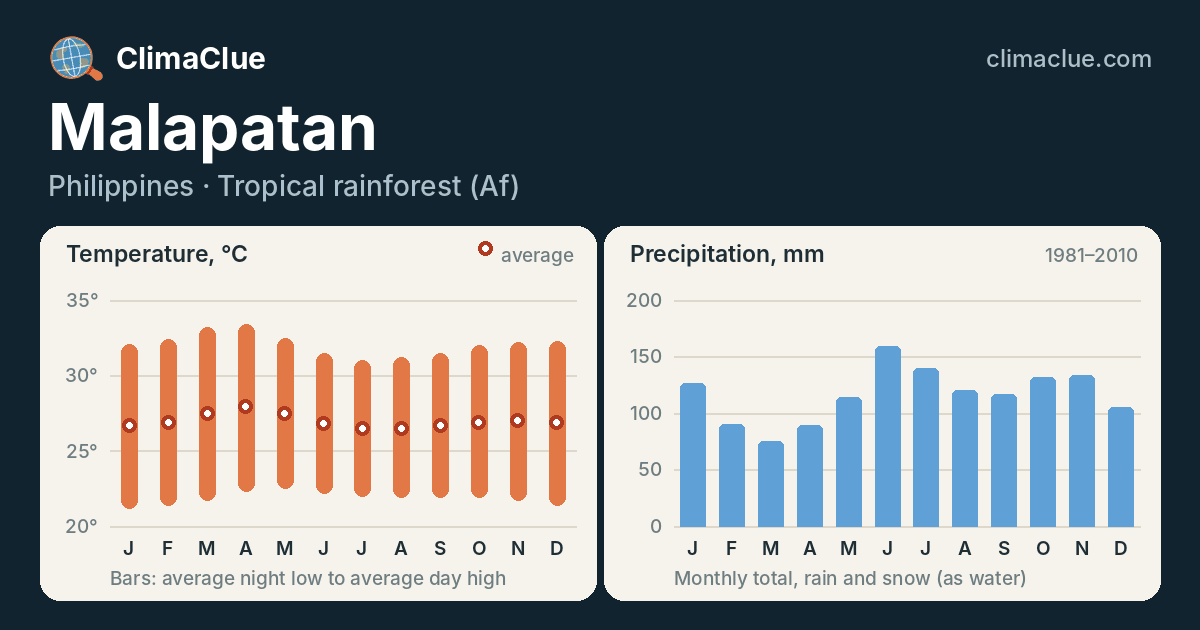 ClimaClue
climaclue.com
Malapatan
Philippines · Tropical rainforest (Af)
Temperature, °C
average
35°
30°
25°
20°
J F M A M J J A S O N D
Bars: average night low to average day high
Precipitation, mm
1981–2010
200
150
100
50
0
J F M A M J J A S O N D
Monthly total, rain and snow (as water)